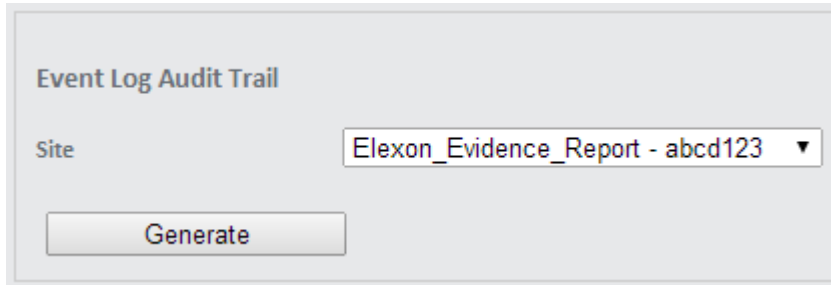 Event Log Audit Trail
Site Elexon_Evidence_Report - abcd123
Generate